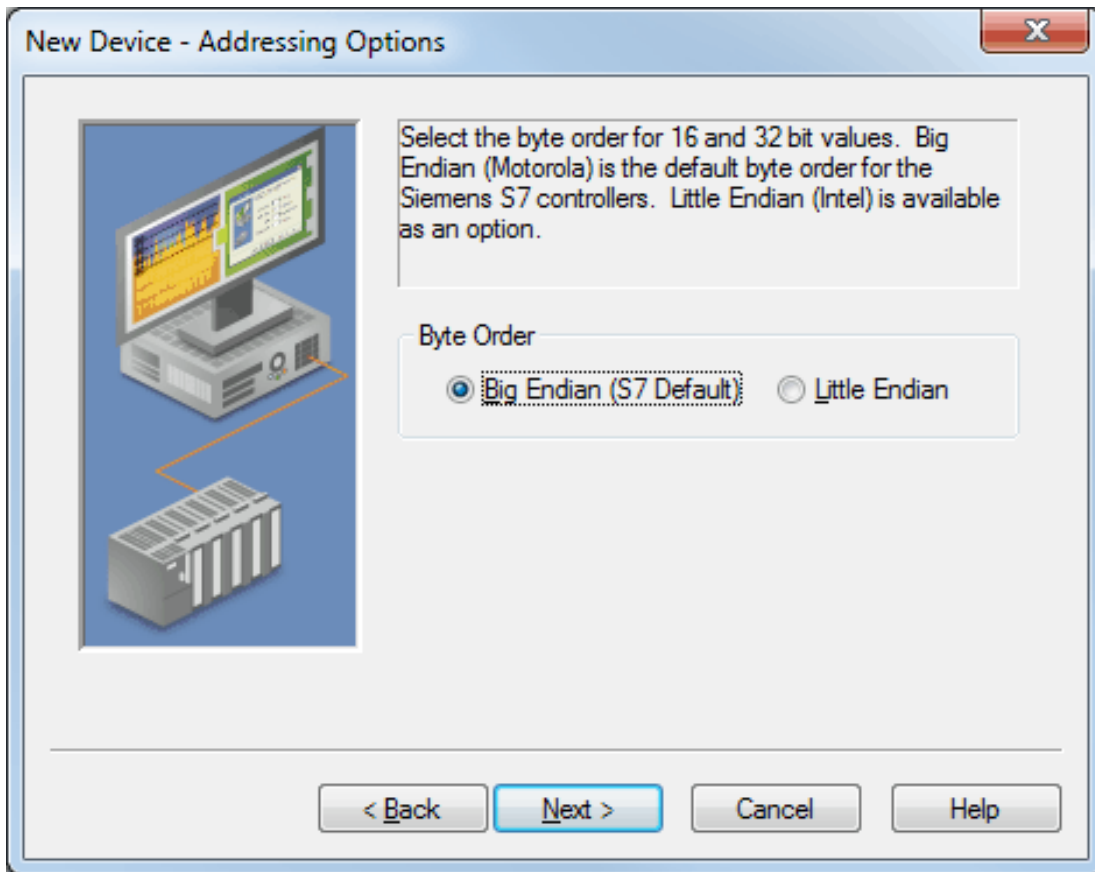 New Device - Addressing Options
Select the byte order for 16 and 32 bit values.  Big
Endian (Motorola) is the default byte order for the
Siemens S7 controllers.  Little Endian (Intel) is available
as an option.
Byte Order
Big Endian (S7 Default)
Little Endian
< Back
Next >
Cancel
Help